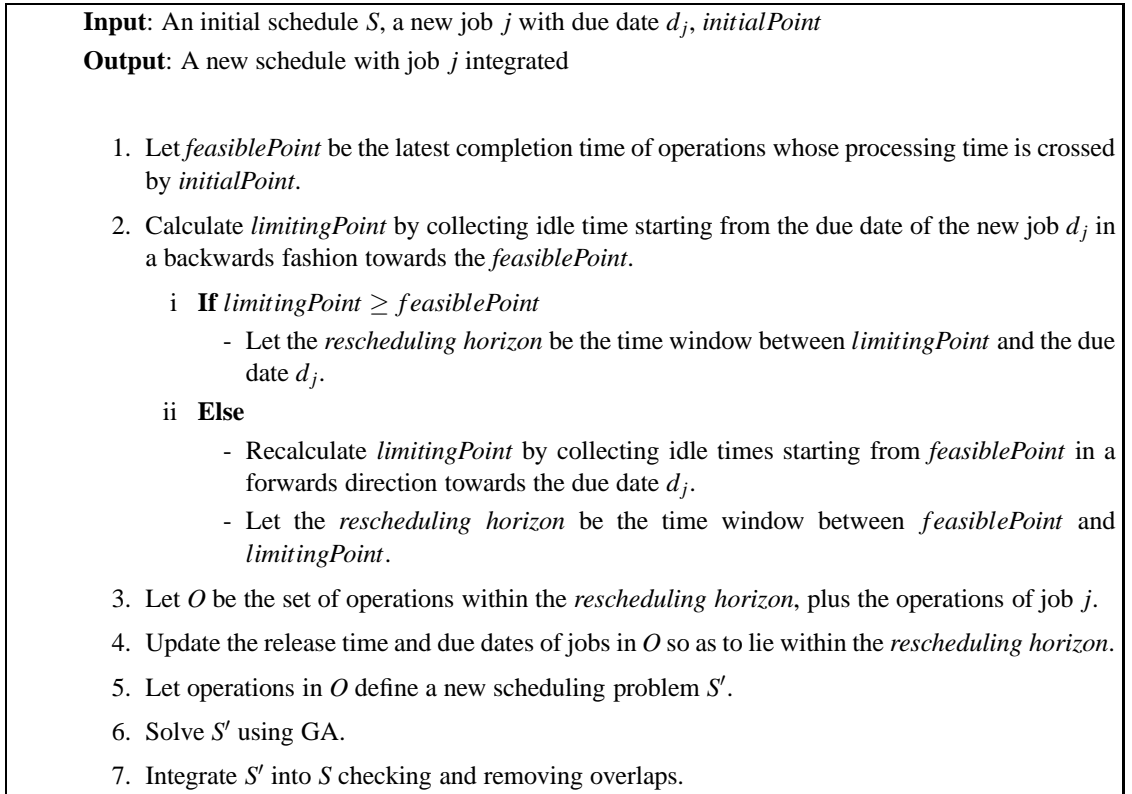 Input: An initial schedule S, a new job j with due date d_j, initialPoint
Output: A new schedule with job j integrated
1. Let feasiblePoint be the latest completion time of operations whose processing time is crossed
by initialPoint.
2. Calculate limitingPoint by collecting idle time starting from the due date of the new job d_j in
a backwards fashion towards the feasiblePoint.
i If limitingPoint ≥ feasiblePoint
- Let the rescheduling horizon be the time window between limitingPoint and the due
date d_j.
ii Else
- Recalculate limitingPoint by collecting idle times starting from feasiblePoint in a
forwards direction towards the due date d_j.
- Let the rescheduling horizon be the time window between feasiblePoint and
limitingPoint.
3. Let O be the set of operations within the rescheduling horizon, plus the operations of job j.
4. Update the release time and due dates of jobs in O so as to lie within the rescheduling horizon.
5. Let operations in O define a new scheduling problem S′.
6. Solve S′ using GA.
7. Integrate S′ into S checking and removing overlaps.